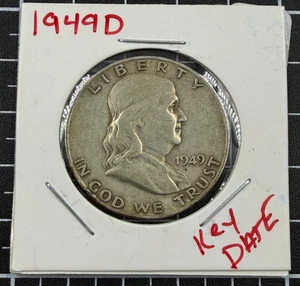 1949D
LIBERTY
1949
IN GOD WE TRUST
Key
DATE